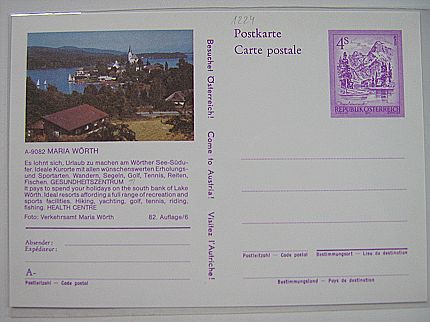 1224
Postkarte
Carte postale
4S
REPUBLIK ÖSTERREICH
Besuchet Österreich! Come to Austria! Visitez l'Autriche!
A-9082 MARIA WÖRTH
Es lohnt sich, Urlaub zu machen am Wörther See-Südu-
fer. Ideale Kurorte mit allen wünschenswerten Erholungs-
und Sportarten. Wandern, Segeln, Golf, Tennis, Reiten,
Fischen. GESUNDHEITSZENTRUM
It pays to spend your holidays on the south bank of Lake
Wörth. Ideal resorts affording a full range of recreation and
sports facilities. Hiking, yachting, golf, tennis, riding,
fishing. HEALTH CENTRE
Foto: Verkehrsamt Maria Wörth 82. Auflage/6
Absender:
Expéditeur:
A-
Postleitzahl - Code postal
Postleitzahl - Code postal Bestimmungsort - Lieu de destination
Bestimmungsland - Pays de destination